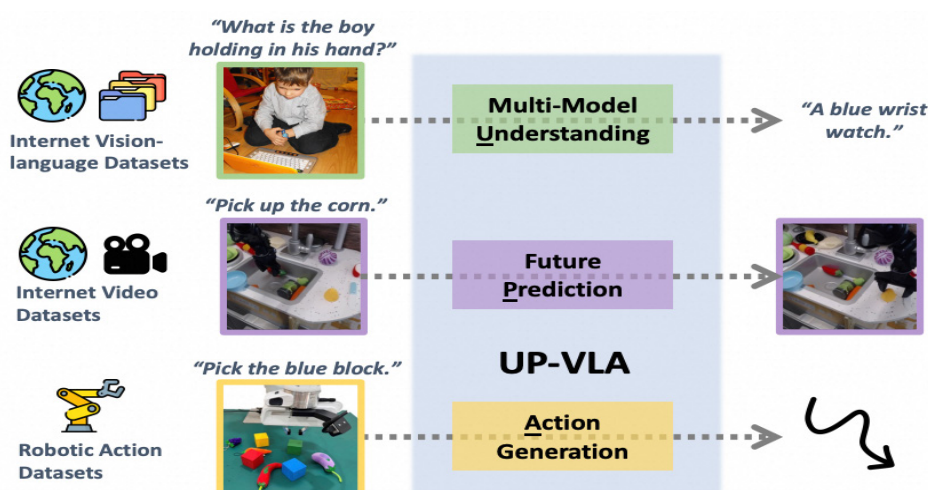 “What is the boy
holding in his hand?”
Internet Vision-
language Datasets
Multi-Model
Understanding
“A blue wrist
watch.”
“Pick up the corn.”
Internet Video
Datasets
Future
Prediction
UP-VLA
“Pick the blue block.”
Robotic Action
Datasets
Action
Generation